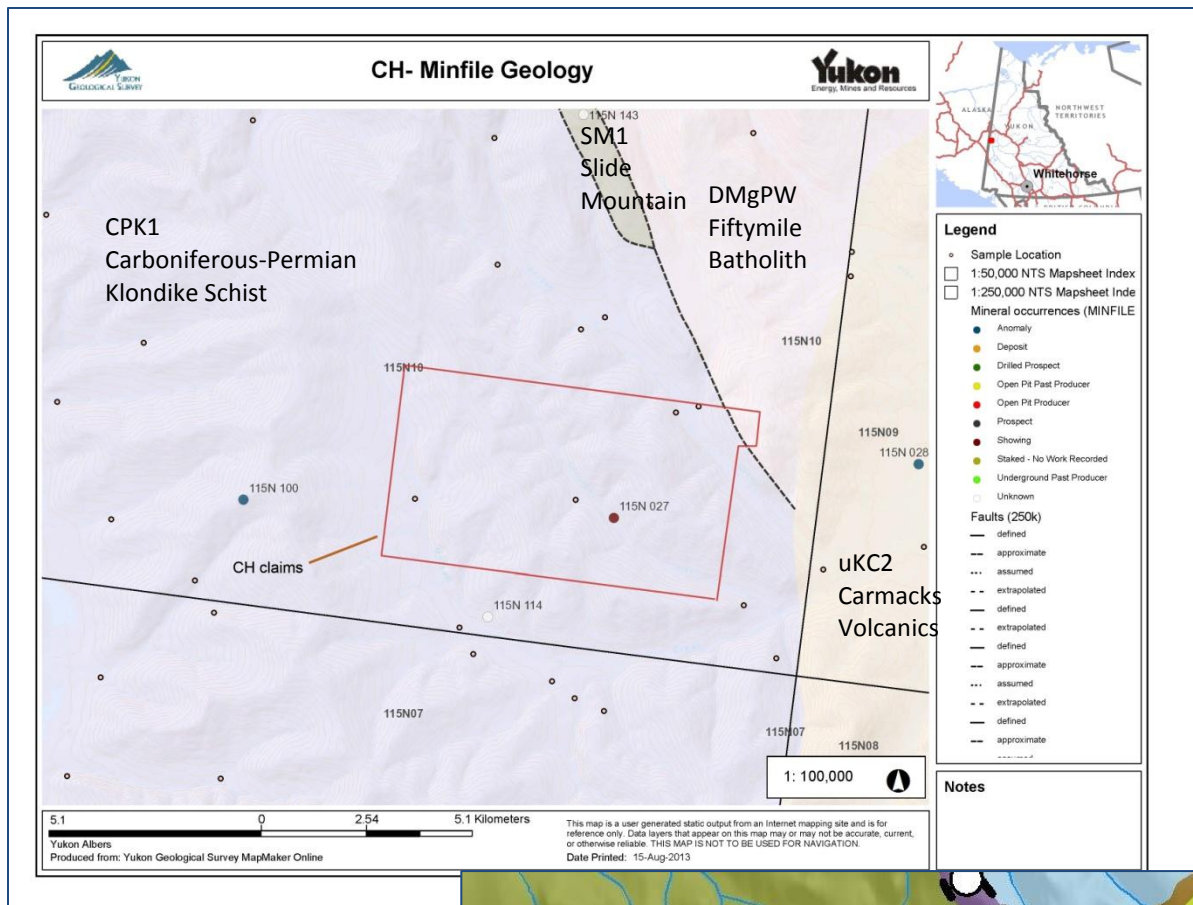 YUKON
GEOLOGICAL SURVEY
CH- Minfile Geology
Yukon
Energy, Mines and Resources
ALASKA
YUKON
NORTHWEST
TERRITORIES
Whitehorse
115N 143
SM1
Slide
Mountain
DMgPW
Fiftymile
Batholith
CPK1
Carboniferous-Permian
Klondike Schist
115N10
115N10
115N09
115N 028
115N 100
115N 027
CH claims
115N 114
uKC2
Carmacks
Volcanics
115N07
115N07
115N08
1: 100,000
Legend
Sample Location
1:50,000 NTS Mapsheet Index
1:250,000 NTS Mapsheet Inde
Mineral occurrences (MINFILE
Anomaly
Deposit
Drilled Prospect
Open Pit Past Producer
Open Pit Producer
Prospect
Showing
Staked - No Work Recorded
Underground Past Producer
Unknown
Faults (250k)
defined
approximate
assumed
extrapolated
defined
extrapolated
defined
approximate
assumed
extrapolated
defined
approximate
Notes
5.1 0 2.54 5.1 Kilometers
Yukon Albers
Produced from: Yukon Geological Survey MapMaker Online
This map is a user generated static output from an Internet mapping site and is for
reference only. Data layers that appear on this map may or may not be accurate, current,
or otherwise reliable. THIS MAP IS NOT TO BE USED FOR NAVIGATION.
Date Printed: 15-Aug-2013